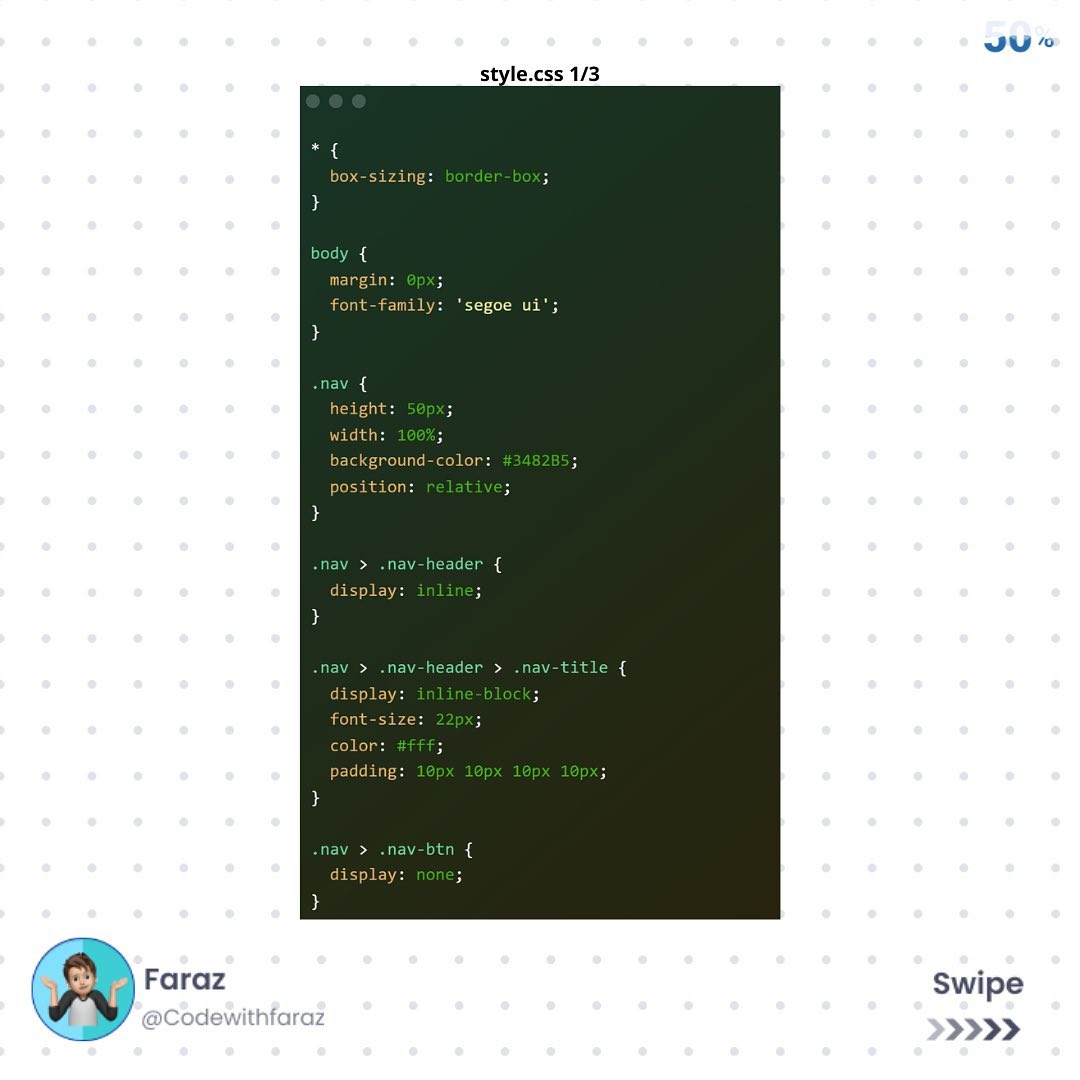 50%
style.css 1/3
* {
  box-sizing: border-box;
}
body {
  margin: 0px;
  font-family: 'segoe ui';
}
.nav {
  height: 50px;
  width: 100%;
  background-color: #3482B5;
  position: relative;
}
.nav > .nav-header {
  display: inline;
}
.nav > .nav-header > .nav-title {
  display: inline-block;
  font-size: 22px;
  color: #fff;
  padding: 10px 10px 10px 10px;
}
.nav > .nav-btn {
  display: none;
}
Faraz
@Codewithfaraz
Swipe